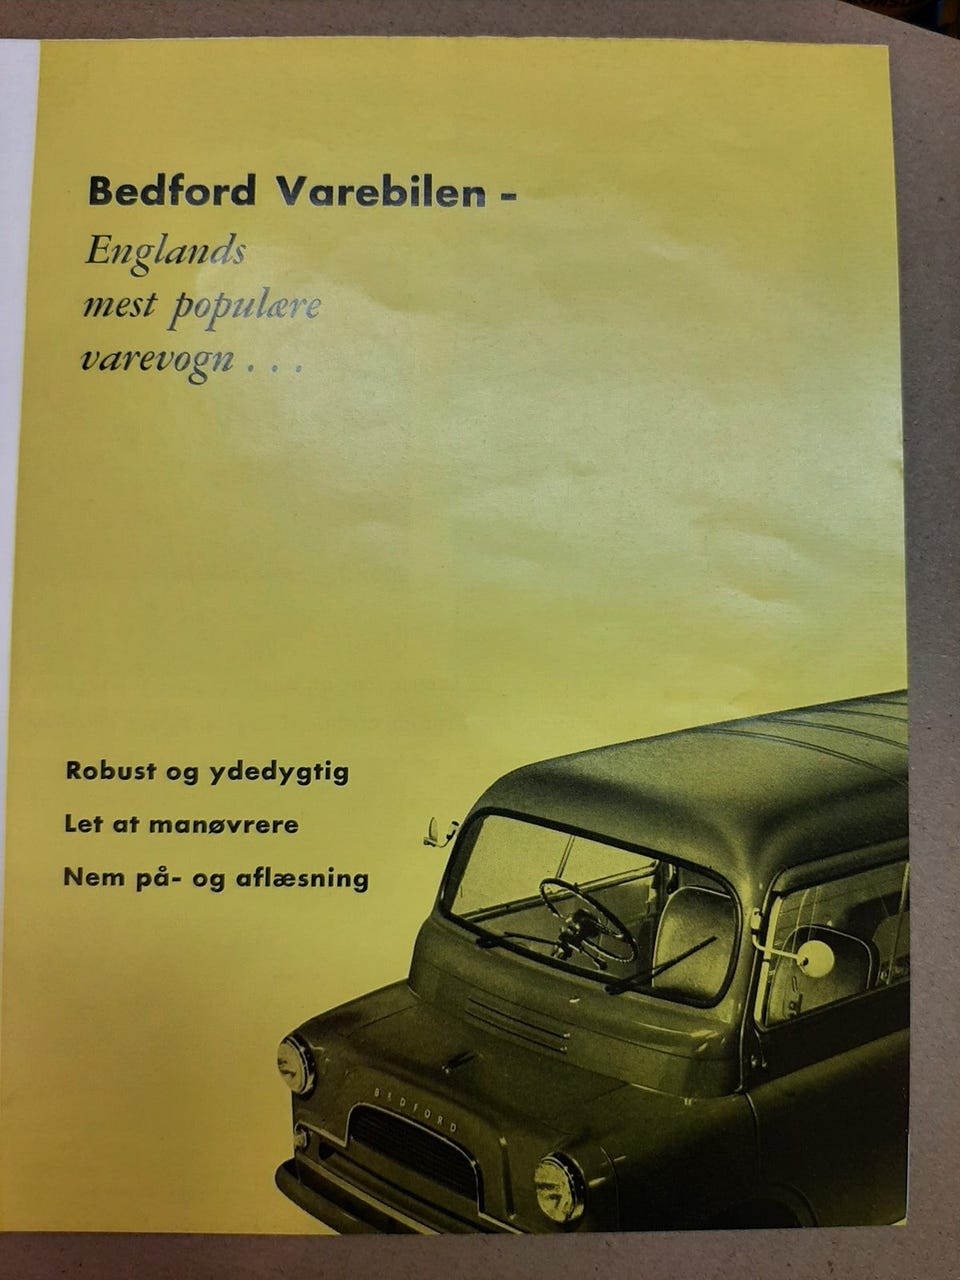 Bedford Varebilen -
Englands
mest populære
varevogn . . .
Robust og ydedygtig
Let at manøvrere
Nem på- og aflæsning
BEDFORD